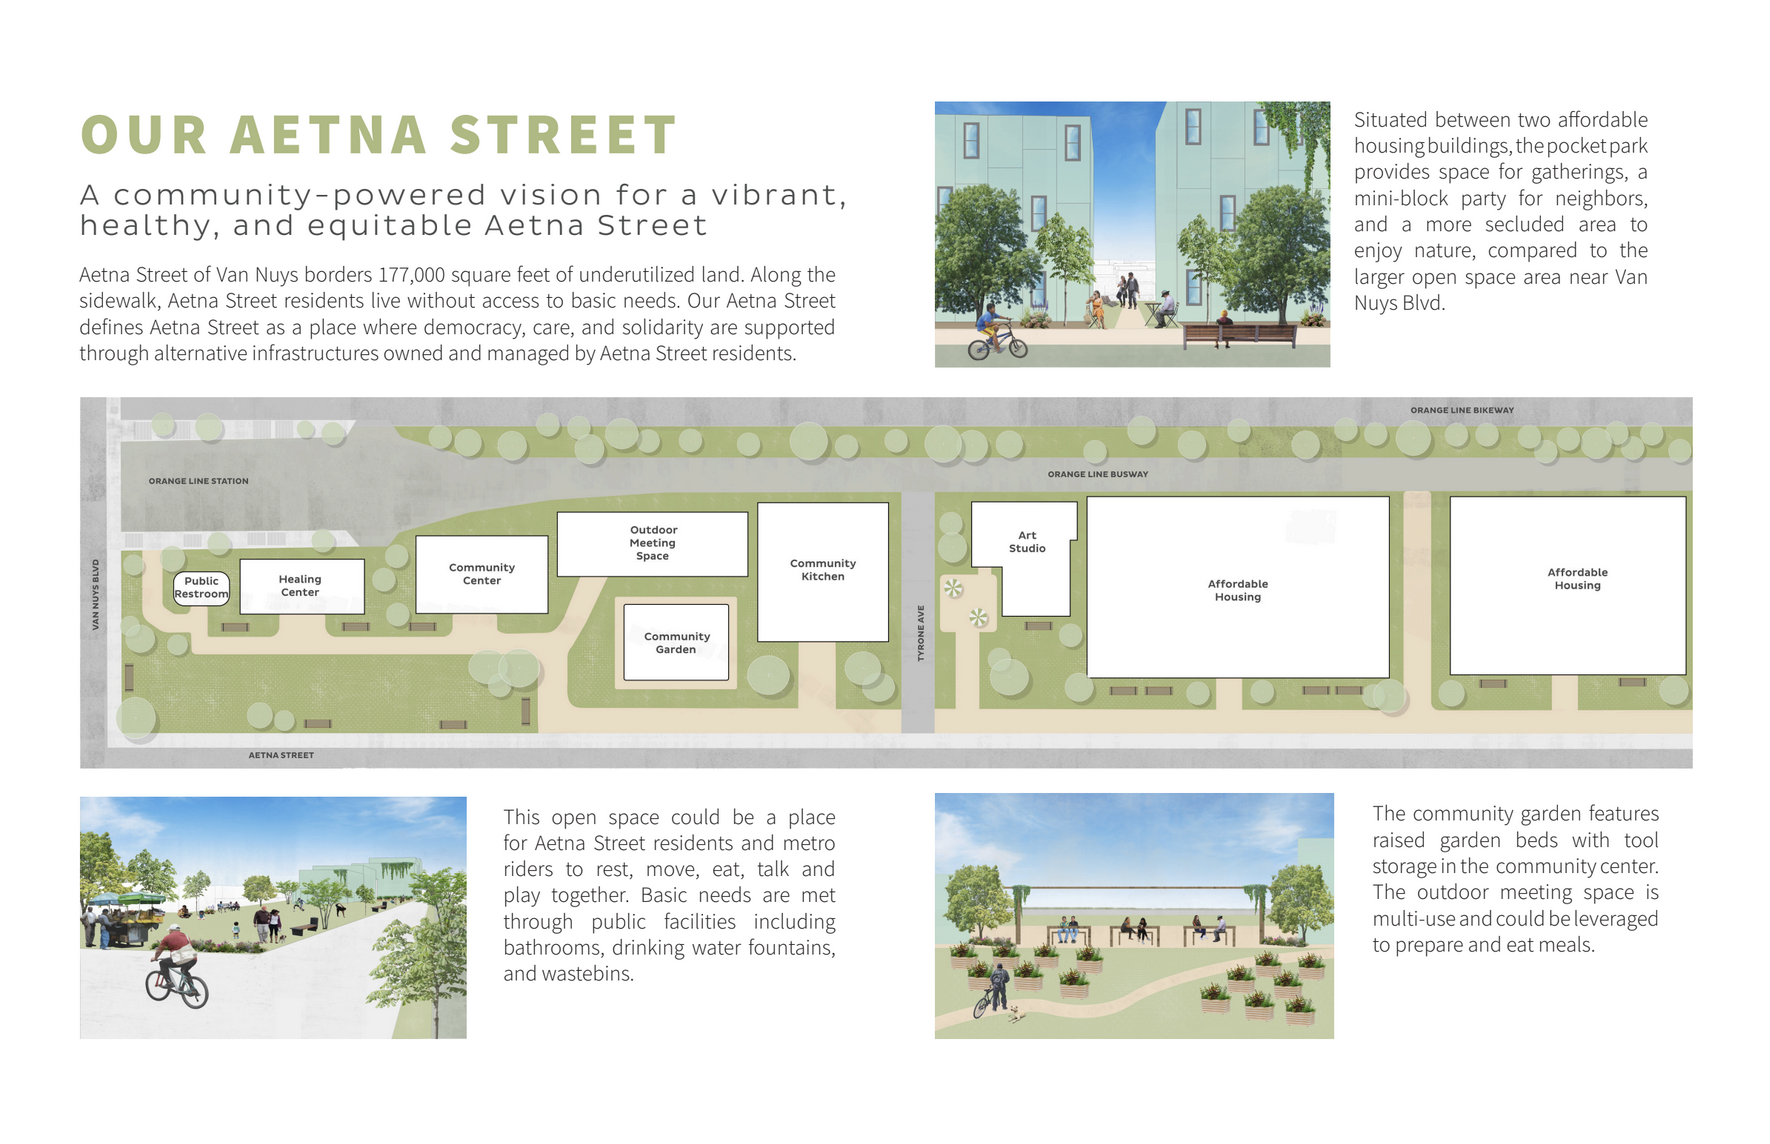 OUR AETNA STREET
A community-powered vision for a vibrant,
healthy, and equitable Aetna Street
Aetna Street of Van Nuys borders 177,000 square feet of underutilized land. Along the
sidewalk, Aetna Street residents live without access to basic needs. Our Aetna Street
defines Aetna Street as a place where democracy, care, and solidarity are supported
through alternative infrastructures owned and managed by Aetna Street residents.
Situated between two affordable
housing buildings, the pocket park
provides space for gatherings, a
mini-block party for neighbors,
and a more secluded area to
enjoy nature, compared to the
larger open space area near Van
Nuys Blvd.
ORANGE LINE BIKEWAY
ORANGE LINE STATION
ORANGE LINE BUSWAY
VAN NUYS BLVD
Public
Restroom
Healing
Center
Community
Center
Outdoor
Meeting
Space
Community
Garden
Community
Kitchen
TYRONE AVE
Art
Studio
Affordable
Housing
Affordable
Housing
AETNA STREET
This open space could be a place
for Aetna Street residents and metro
riders to rest, move, eat, talk and
play together. Basic needs are met
through public facilities including
bathrooms, drinking water fountains,
and wastebins.
The community garden features
raised garden beds with tool
storage in the community center.
The outdoor meeting space is
multi-use and could be leveraged
to prepare and eat meals.